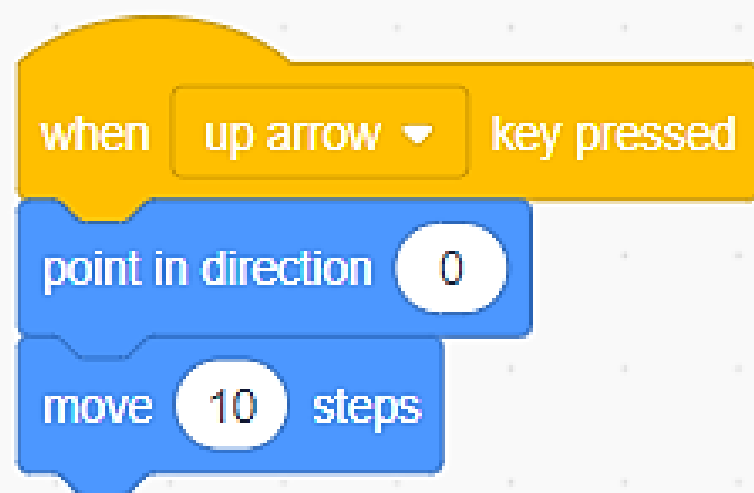 when up arrow key pressed
point in direction 0
move 10 steps